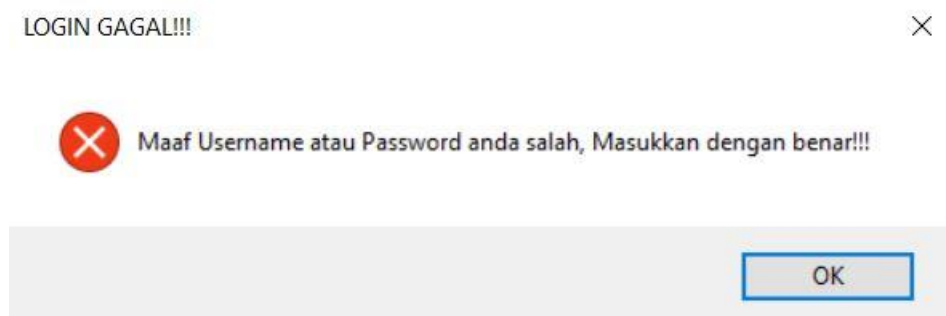 LOGIN GAGAL!!!
Maaf Username atau Password anda salah, Masukkan dengan benar!!!
OK